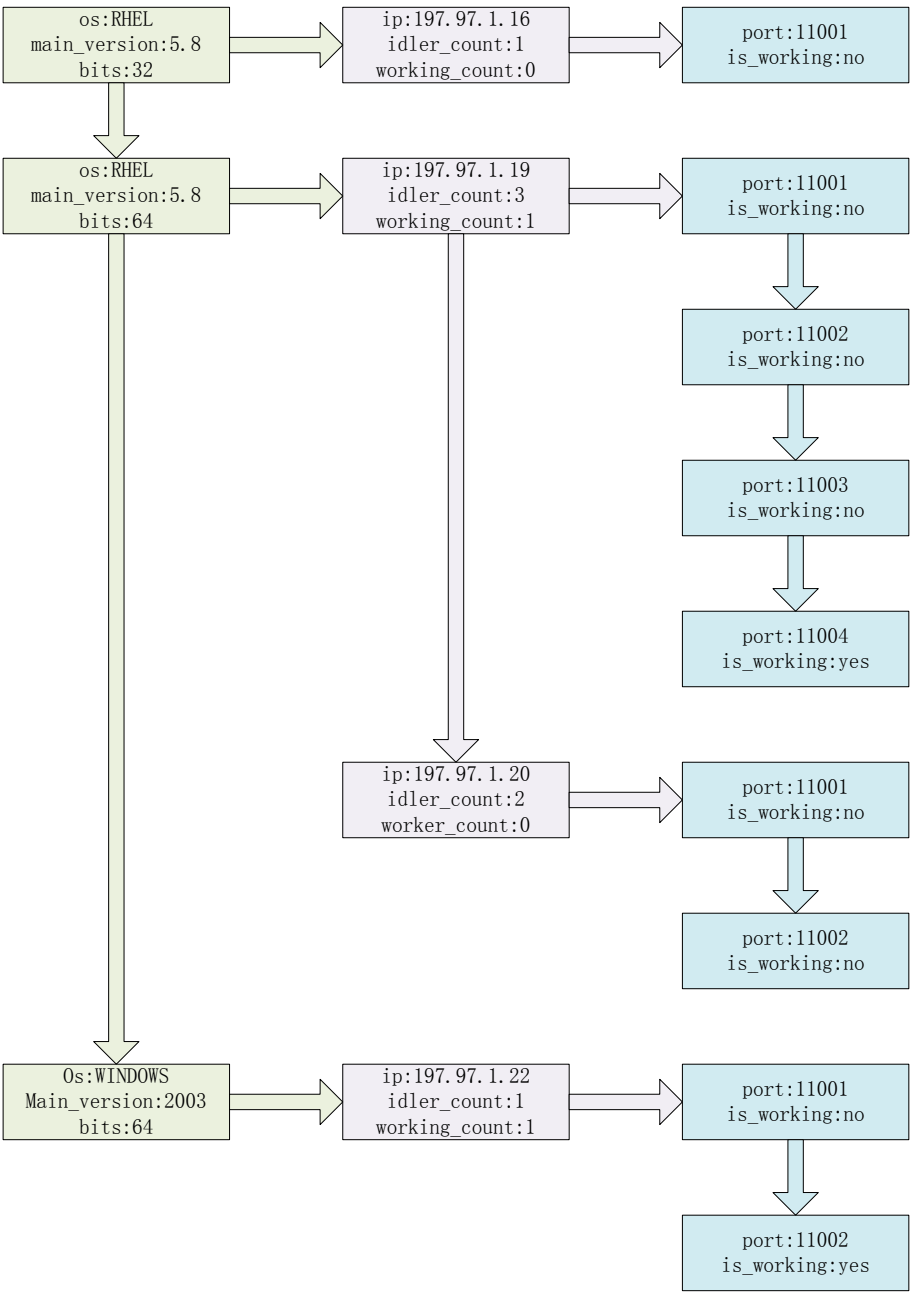 os:RHEL
main_version:5.8
bits:32
ip:197.97.1.16
idler_count:1
working_count:0
port:11001
is_working:no
os:RHEL
main_version:5.8
bits:64
ip:197.97.1.19
idler_count:3
working_count:1
port:11001
is_working:no
port:11002
is_working:no
port:11003
is_working:no
port:11004
is_working:yes
ip:197.97.1.20
idler_count:2
worker_count:0
port:11001
is_working:no
port:11002
is_working:no
Os:WINDOWS
Main_version:2003
bits:64
ip:197.97.1.22
idler_count:1
working_count:1
port:11001
is_working:no
port:11002
is_working:yes